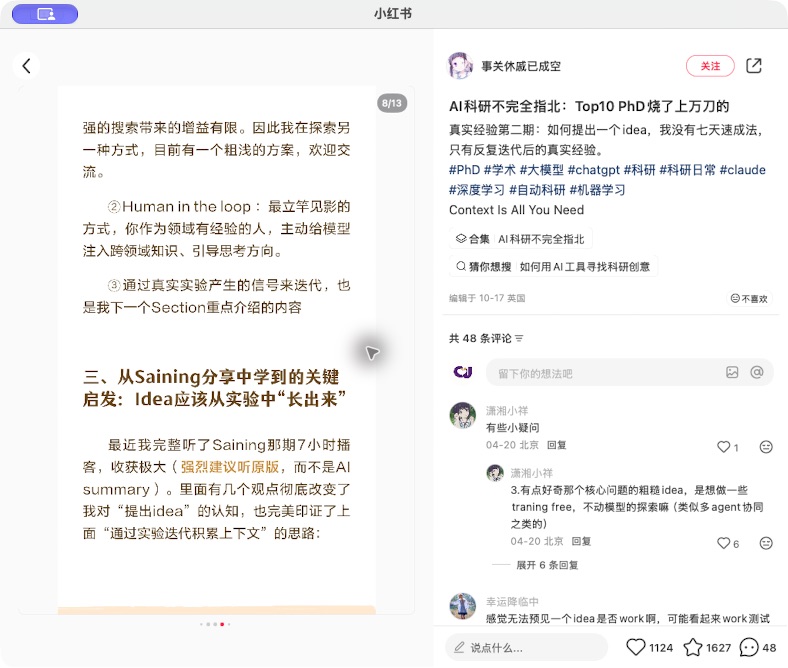 小红书
8/13
强的搜索带来的增益有限。因此我在探索另
一种方式，目前有一个粗浅的方案，欢迎交
流。
②Human in the loop：最立竿见影的
方式，你作为领域有经验的人，主动给模型
注入跨领域知识、引导思考方向。
③通过真实实验产生的信号来迭代，也
是我下一个Section重点介绍的内容
三、从Saining分享中学到的关键
启发：Idea应该从实验中“长出来”
最近我完整听了Saining那期7小时播
客，收获极大（强烈建议听原版，而不是AI
summary）。里面有几个观点彻底改变了
我对“提出idea”的认知，也完美印证了上
面“通过实验迭代积累上下文”的思路：
事关休戚已成空
关注
AI科研不完全指北：Top10 PhD烧了上万刀的
真实经验第二期：如何提出一个idea，我没有七天速成法，
只有反复迭代后的真实经验。
#PhD #学术 #大模型 #chatgpt #科研 #科研日常 #claude
#深度学习 #自动科研 #机器学习
Context Is All You Need
合集 AI科研不完全指北
猜你想搜 如何用AI工具寻找科研创意
编辑于 10-17 英国
不喜欢
共 48 条评论
CJ
留下你的想法吧
潇湘小祥
有些小疑问
04-20 北京 回复
1
潇湘小祥
3.有点好奇那个核心问题的粗糙idea，是想做一些
traning free，不动模型的探索嘛（类似多agent协同
之类的）
04-20 北京 回复
6
展开 6 条回复
幸运降临中
感觉无法预见一个idea是否work啊，可能看起来work测试
说点什么...
1124
1627
48